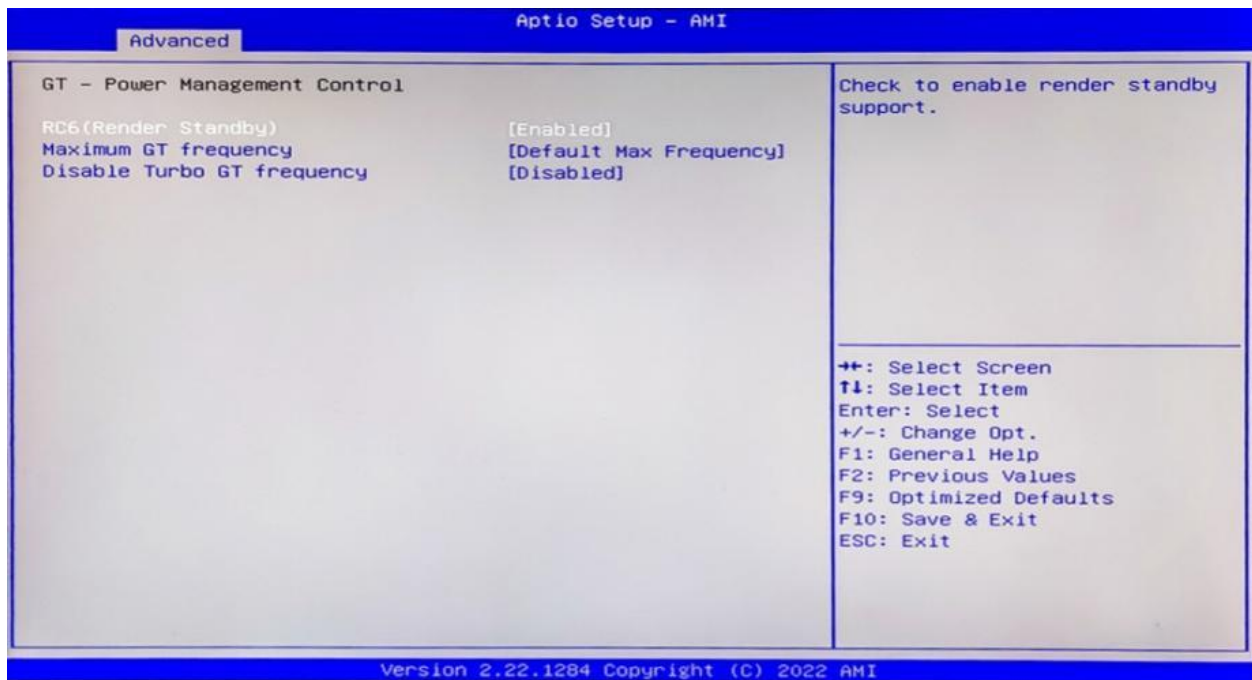 Aptio Setup - AMI
Advanced
GT - Power Management Control
RC6(Render Standby) [Enabled]
Maximum GT frequency [Default Max Frequency]
Disable Turbo GT frequency [Disabled]
Check to enable render standby
support.
→←: Select Screen
↑↓: Select Item
Enter: Select
+/-: Change Opt.
F1: General Help
F2: Previous Values
F9: Optimized Defaults
F10: Save & Exit
ESC: Exit
Version 2.22.1284 Copyright (C) 2022 AMI